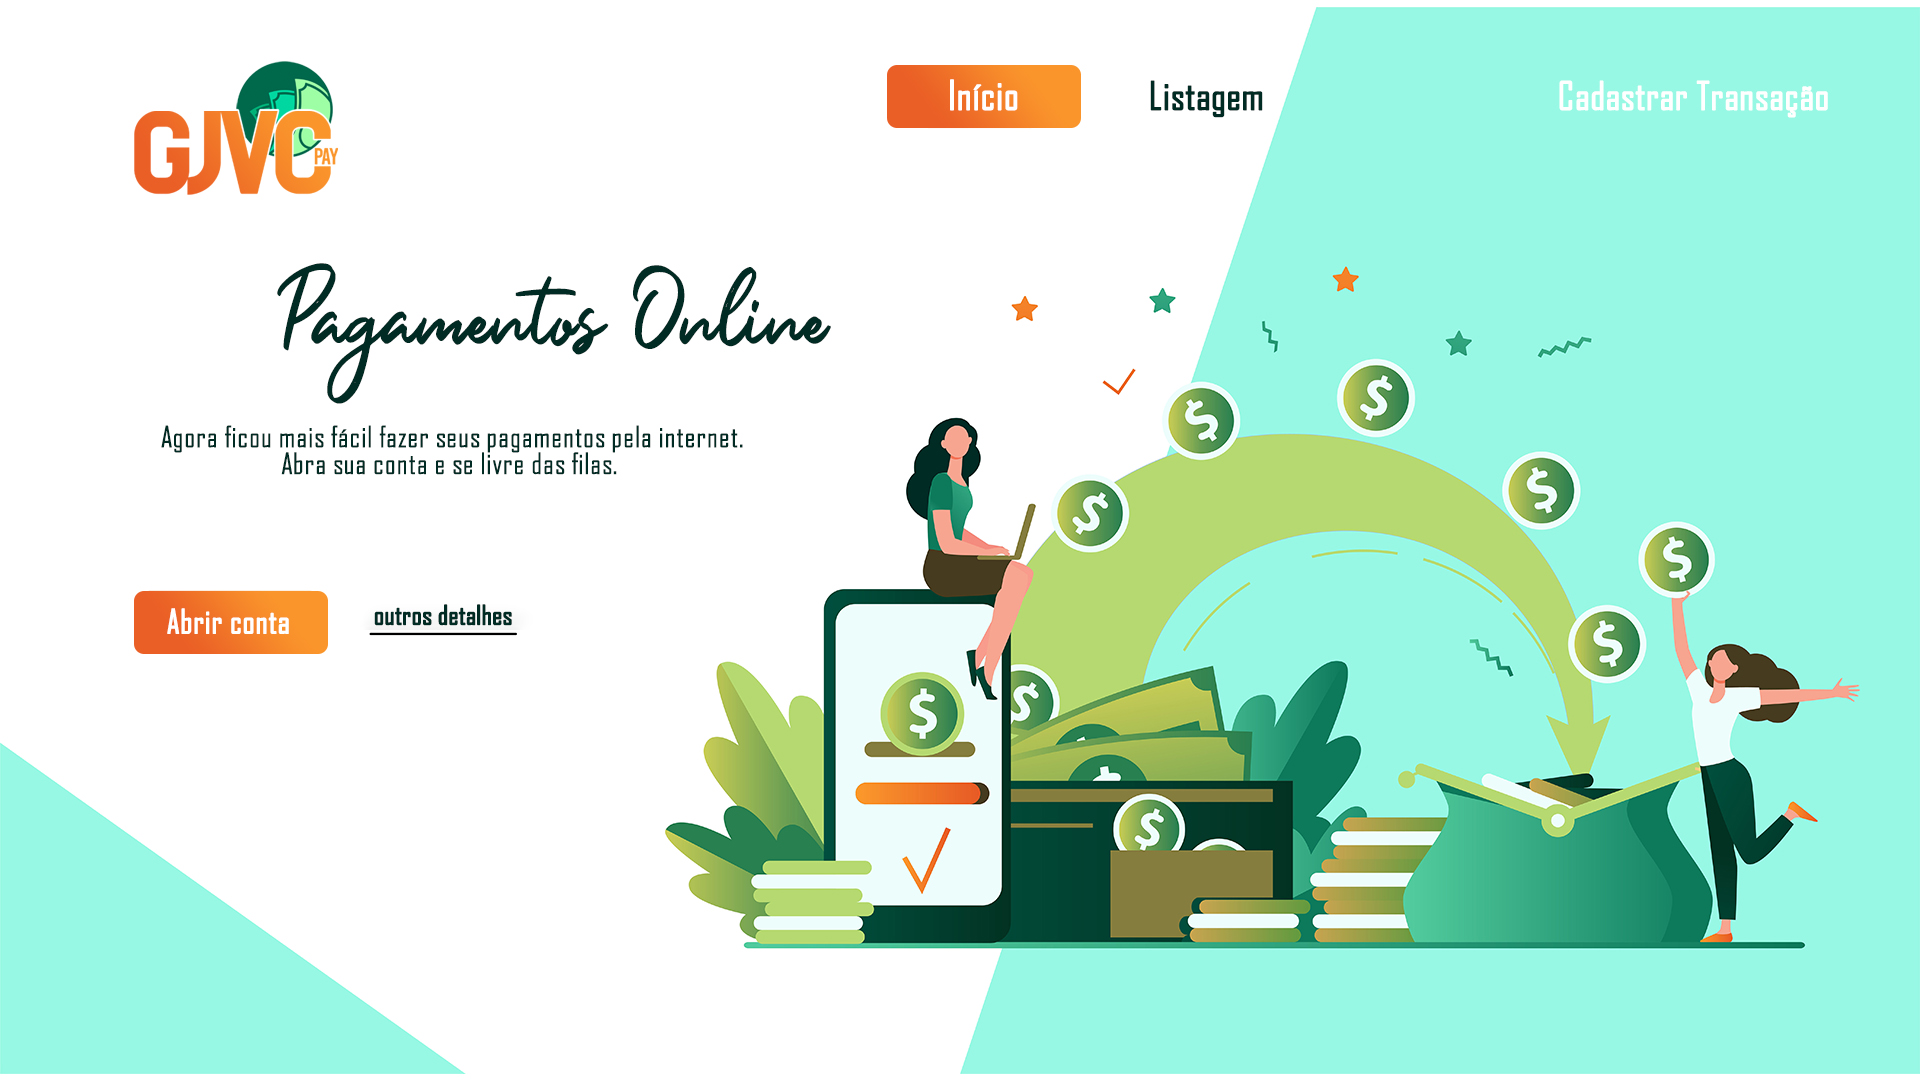 GJVC PAY
Início
Listagem
Cadastrar Transação
Pagamentos Online
Agora ficou mais fácil fazer seus pagamentos pela internet.
Abra sua conta e se livre das filas.
Abrir conta
outros detalhes
$
$
$
$
$
$
$
$
$
$